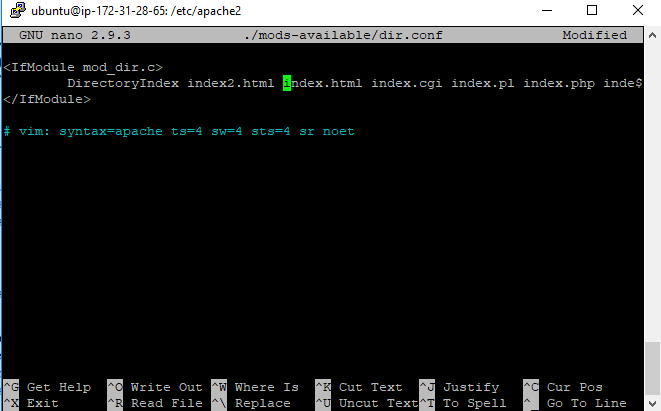 ubuntu@ip-172-31-28-65: /etc/apache2
GNU nano 2.9.3 ./mods-available/dir.conf Modified
<IfModule mod_dir.c>
DirectoryIndex index2.html index.html index.cgi index.pl index.php inde$
</IfModule>
# vim: syntax=apache ts=4 sw=4 sts=4 sr noet
^G Get Help ^O Write Out ^W Where Is ^K Cut Text ^J Justify ^C Cur Pos
^X Exit ^R Read File ^\ Replace ^U Uncut Text ^T To Spell ^_ Go To Line